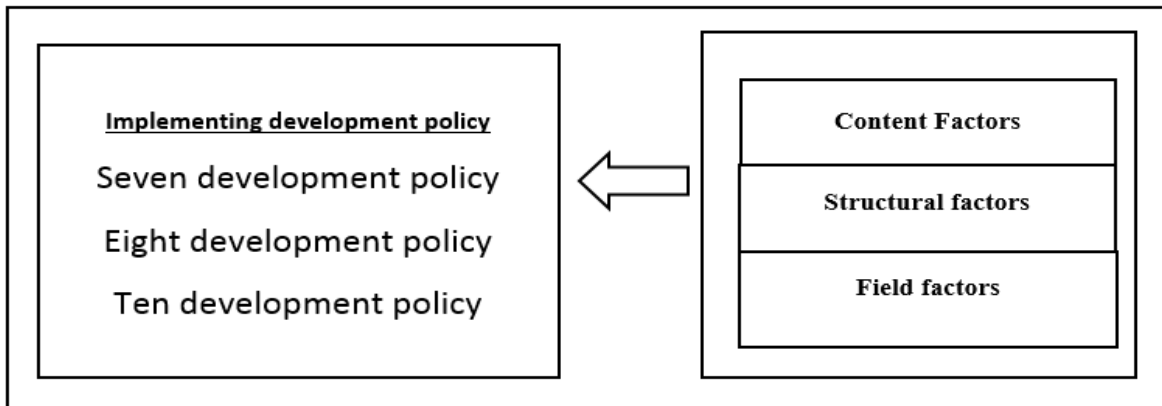 Implementing development policy
Seven development policy
Eight development policy
Ten development policy
Content Factors
Structural factors
Field factors